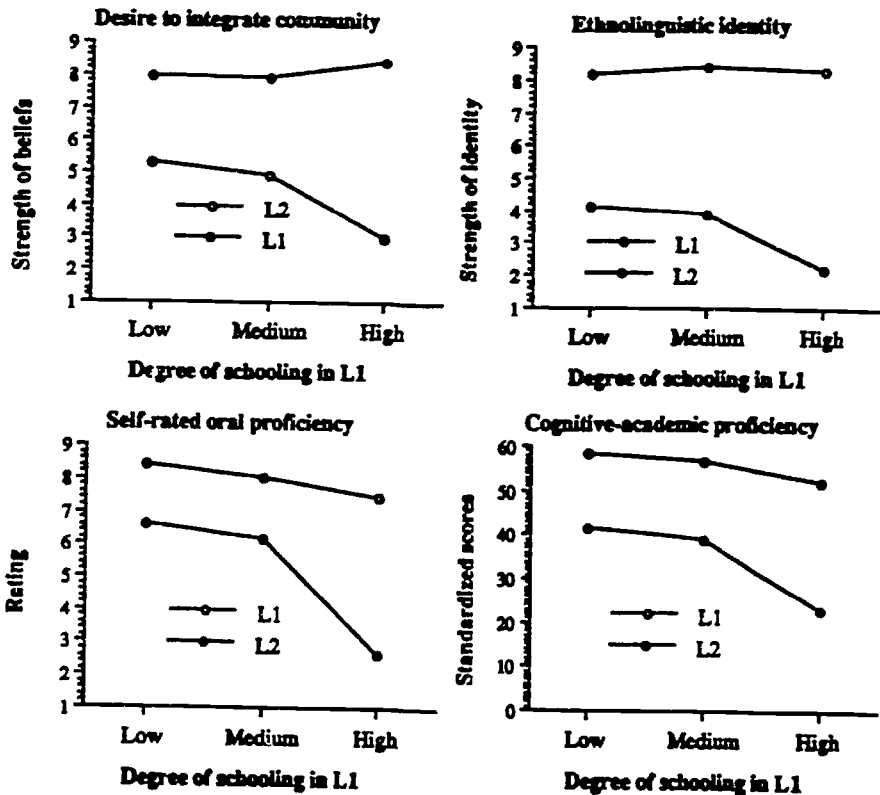 Desire to integrate community
Strength of beliefs
9
8
7
6
5
4
3
2
1
L2
L1
Low Medium High
Degree of schooling in L1
Ethnolinguistic identity
Strength of identity
9
8
7
6
5
4
3
2
1
L1
L2
Low Medium High
Degree of schooling in L1
Self-rated oral proficiency
Rating
9
8
7
6
5
4
3
2
1
L1
L2
Low Medium High
Degree of schooling in L1
Cognitive-academic proficiency
Standardized scores
60
50
40
30
20
10
0
L1
L2
Low Medium High
Degree of schooling in L1